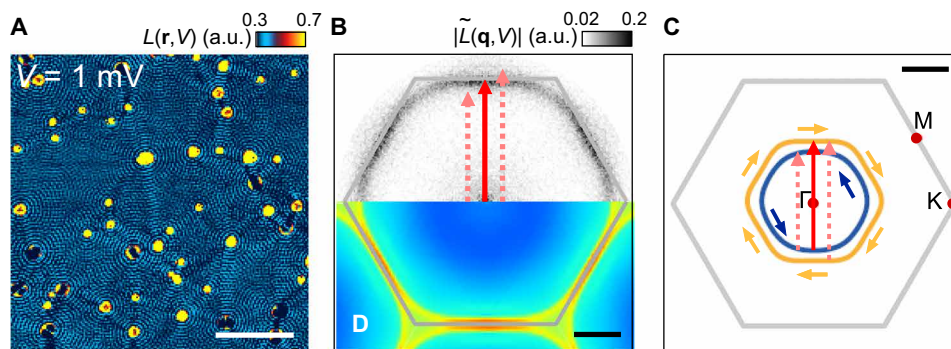 A
L(r,V) (a.u.)
0.3 0.7
V = 1 mV
B
|L̃(q,V)| (a.u.)
0.02 0.2
D
C
M
Γ
K